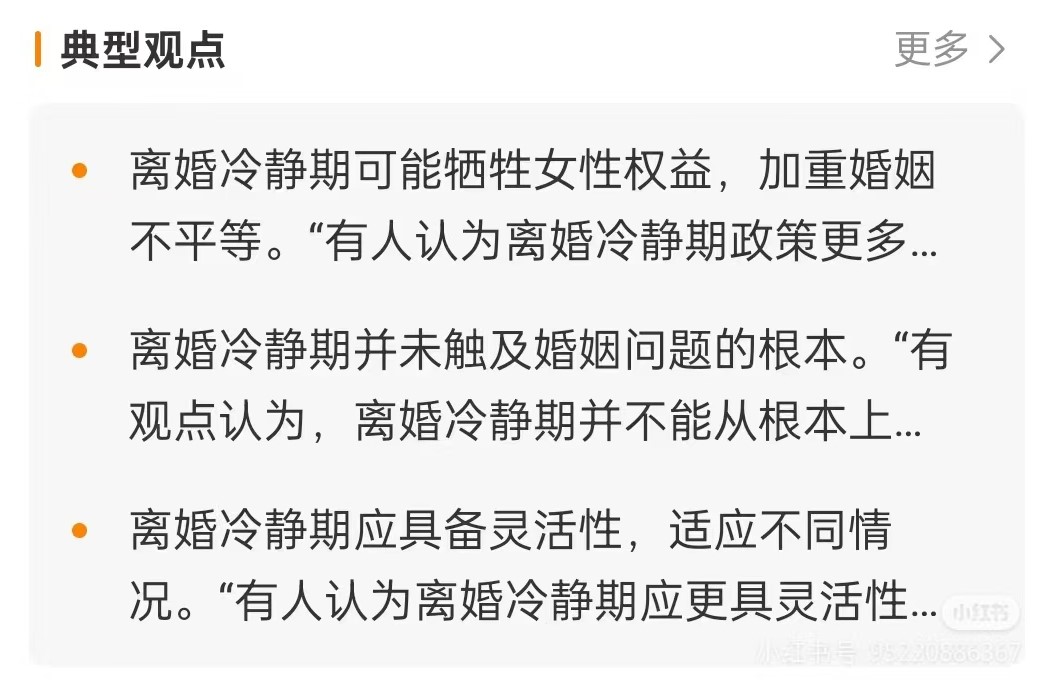 典型观点
更多
离婚冷静期可能牺牲女性权益，加重婚姻
不平等。“有人认为离婚冷静期政策更多...
离婚冷静期并未触及婚姻问题的根本。“有
观点认为，离婚冷静期并不能从根本上...
离婚冷静期应具备灵活性，适应不同情
况。“有人认为离婚冷静期应更具灵活性...
小红书
小红书号